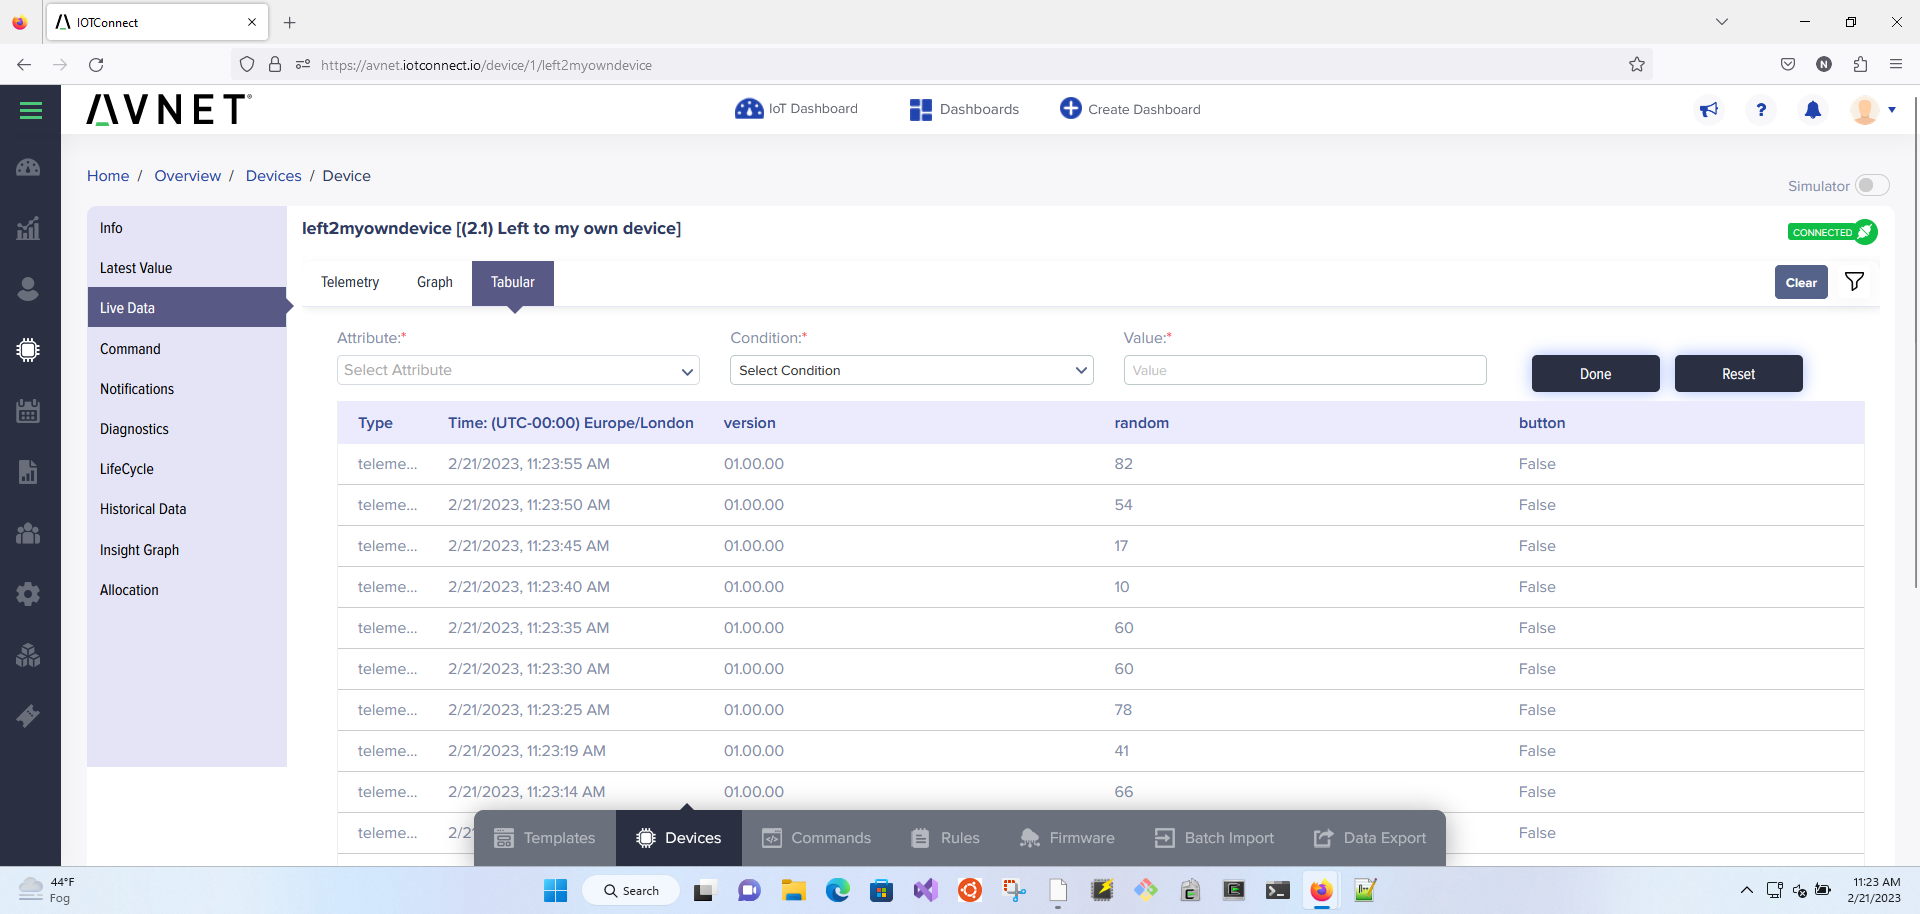 IOTConnect
https://avnet.iotconnect.io/device/1/left2myowndevice
N
AVNET®
IoT Dashboard
Dashboards
Create Dashboard
?
Home / Overview / Devices / Device
Simulator
Info
Latest Value
Live Data
Command
Notifications
Diagnostics
LifeCycle
Historical Data
Insight Graph
Allocation
left2myowndevice [(2.1) Left to my own device]
CONNECTED
Telemetry Graph Tabular
Clear
Attribute:* Condition:* Value:*
Select Attribute Select Condition Value Done Reset
Type Time: (UTC-00:00) Europe/London version random button
teleme... 2/21/2023, 11:23:55 AM 01.00.00 82 False
teleme... 2/21/2023, 11:23:50 AM 01.00.00 54 False
teleme... 2/21/2023, 11:23:45 AM 01.00.00 17 False
teleme... 2/21/2023, 11:23:40 AM 01.00.00 10 False
teleme... 2/21/2023, 11:23:35 AM 01.00.00 60 False
teleme... 2/21/2023, 11:23:30 AM 01.00.00 60 False
teleme... 2/21/2023, 11:23:25 AM 01.00.00 78 False
teleme... 2/21/2023, 11:23:19 AM 01.00.00 41 False
teleme... 2/21/2023, 11:23:14 AM 01.00.00 66 False
teleme... False
Templates Devices Commands Rules Firmware Batch Import Data Export
44°F
Fog
Search
11:23 AM
2/21/2023